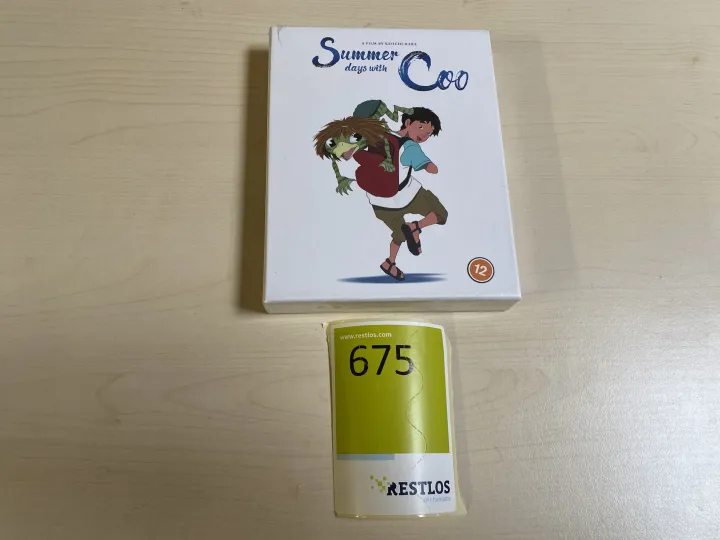 A FILM BY KEIICHI HARA
Summer
days with
Coo
12
www.restlos.com
675
RESTLOS